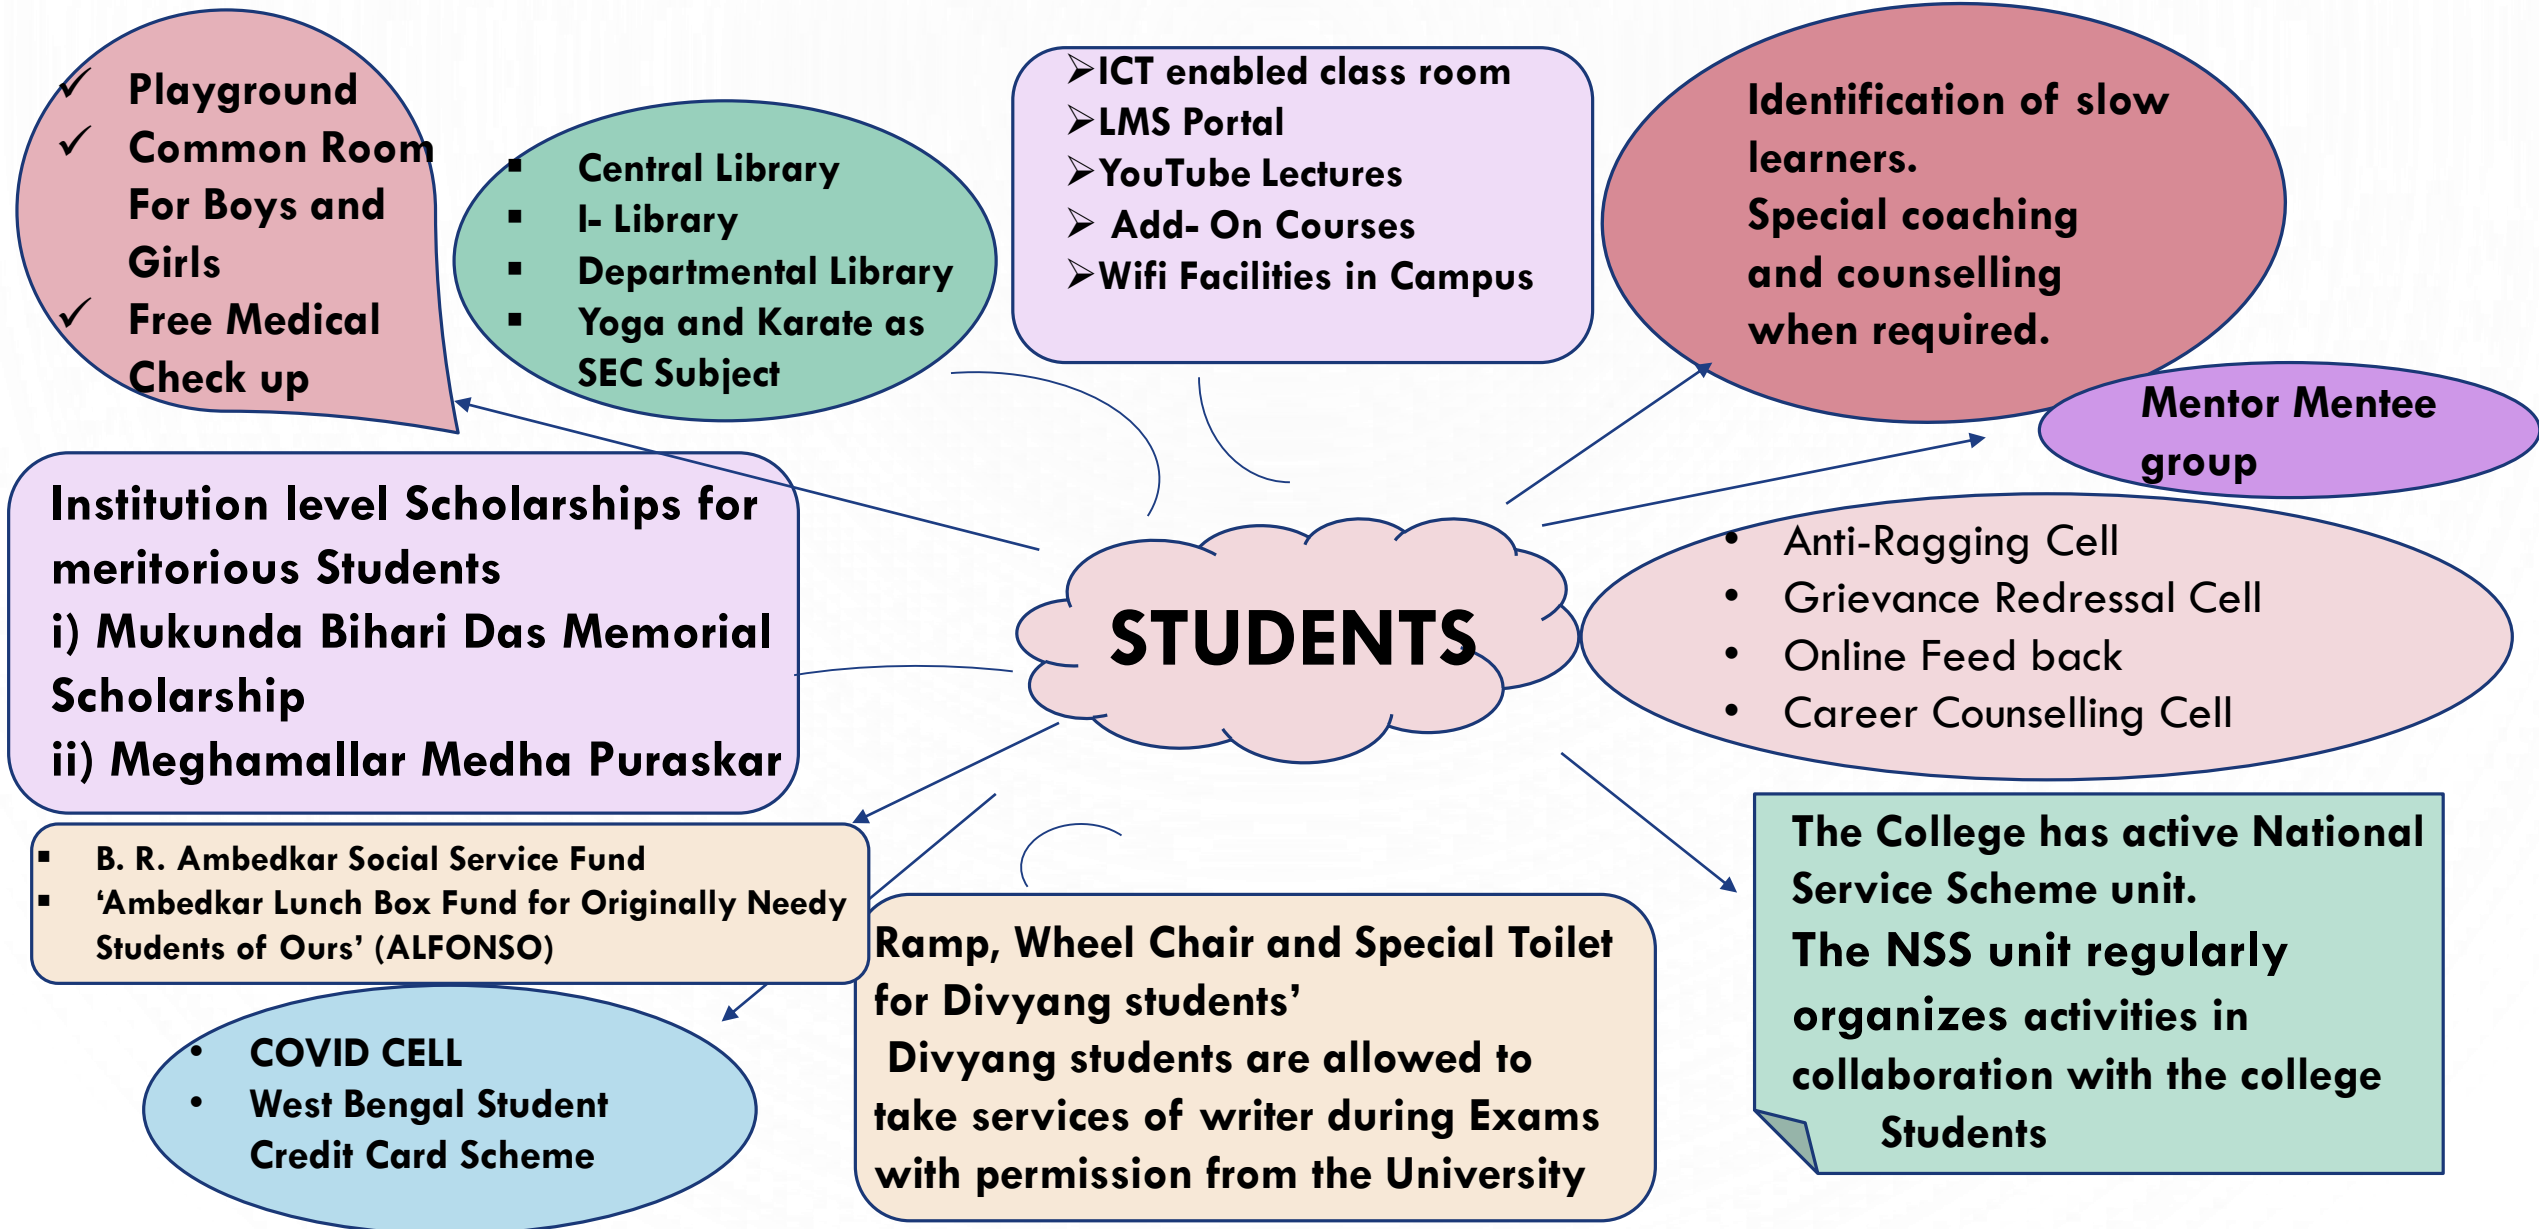 Playground
Common Room
For Boys and
Girls
Free Medical
Check up
Central Library
I- Library
Departmental Library
Yoga and Karate as
SEC Subject
ICT enabled class room
LMS Portal
YouTube Lectures
Add- On Courses
Wifi Facilities in Campus
Identification of slow
learners.
Special coaching
and counselling
when required.
Mentor Mentee
group
Institution level Scholarships for
meritorious Students
i) Mukunda Bihari Das Memorial
Scholarship
ii) Meghamallar Medha Puraskar
STUDENTS
Anti-Ragging Cell
Grievance Redressal Cell
Online Feed back
Career Counselling Cell
B. R. Ambedkar Social Service Fund
‘Ambedkar Lunch Box Fund for Originally Needy
Students of Ours’ (ALFONSO)
COVID CELL
West Bengal Student
Credit Card Scheme
Ramp, Wheel Chair and Special Toilet
for Divyang students’
Divyang students are allowed to
take services of writer during Exams
with permission from the University
The College has active National
Service Scheme unit.
The NSS unit regularly
organizes activities in
collaboration with the college
Students